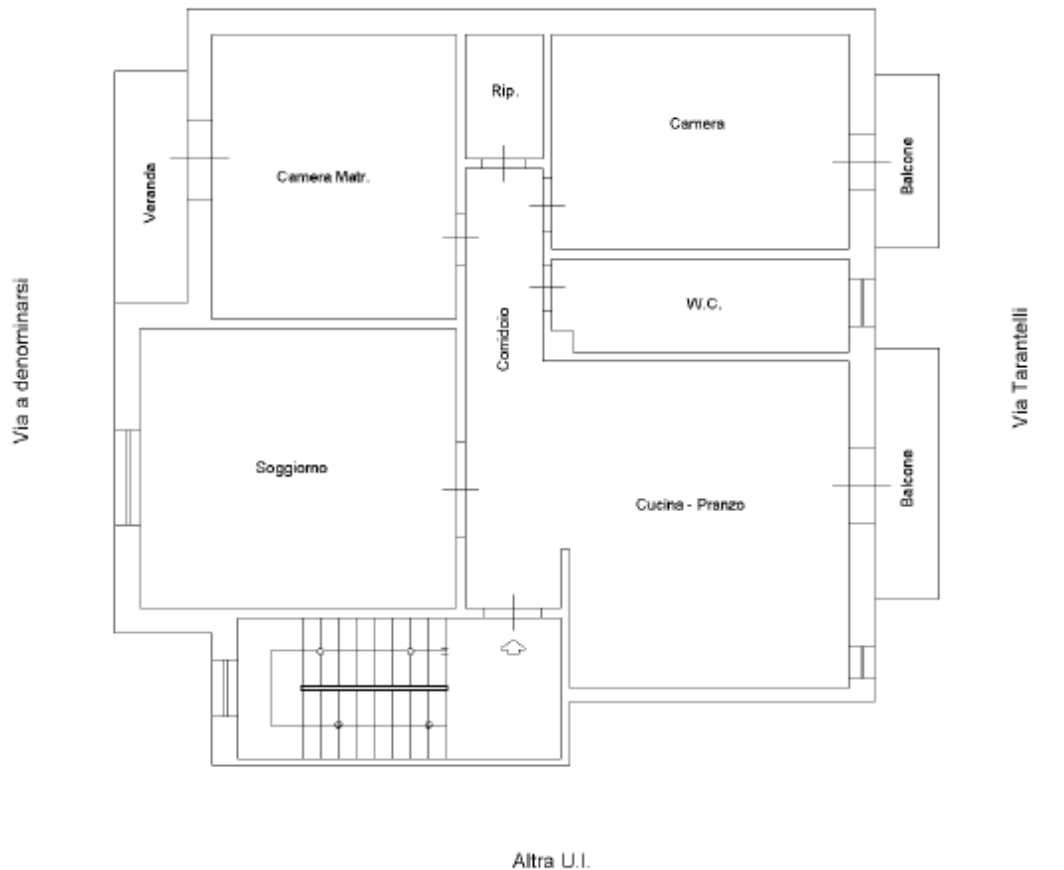 Rip.
Camera
Camera Matr.
Veranda
Balcone
Via a denominarsi
W.C.
Corridoio
Via Tarantelli
Soggiorno
Cucina - Pranzo
Balcone
Altra U.I.